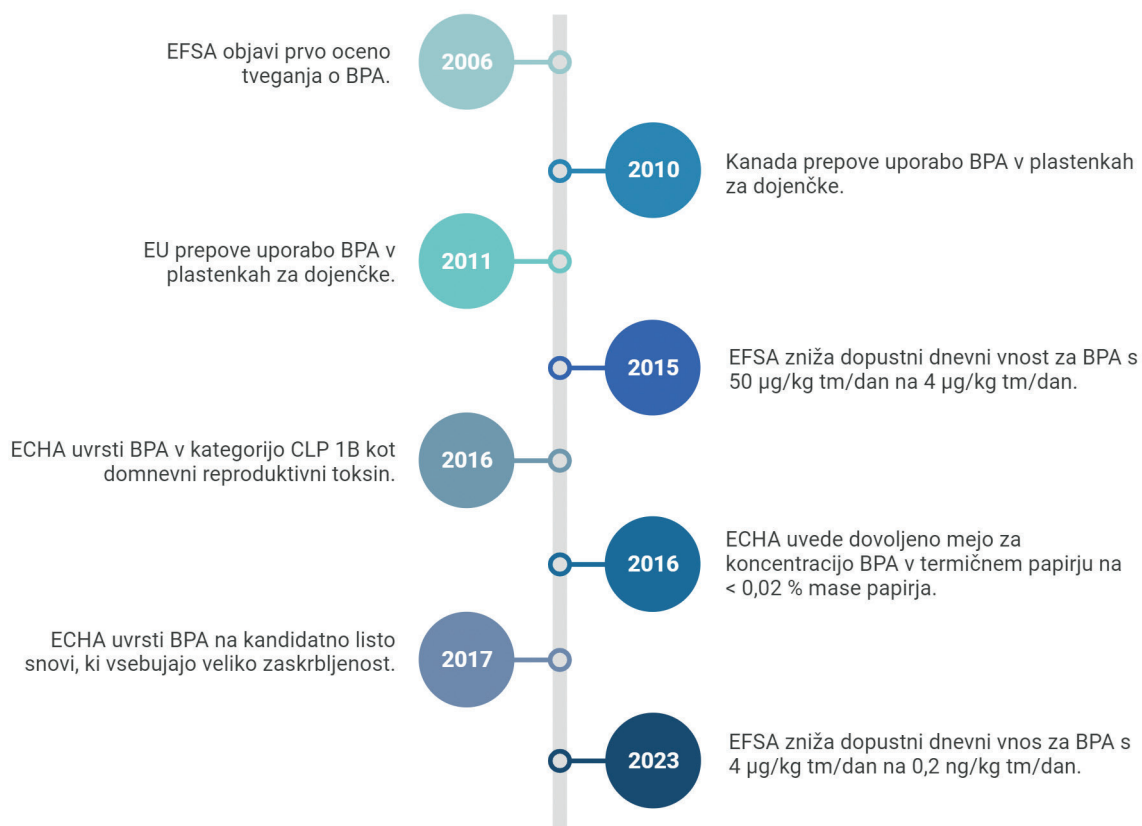 EFSA objavi prvo oceno
tveganja o BPA.
2006
2010
Kanada prepove uporabo BPA v plastenkah
za dojenčke.
EU prepove uporabo BPA v
plastenkah za dojenčke.
2011
2015
EFSA zniža dopustni dnevni vnost za BPA s
50 µg/kg tm/dan na 4 µg/kg tm/dan.
ECHA uvrsti BPA v kategorijo CLP 1B kot
domnevni reproduktivni toksin.
2016
2016
ECHA uvede dovoljeno mejo za
koncentracijo BPA v termičnem papirju na
< 0,02 % mase papirja.
ECHA uvrsti BPA na kandidatno listo
snovi, ki vsebujajo veliko zaskrbljenost.
2017
2023
EFSA zniža dopustni dnevni vnos za BPA s
4 µg/kg tm/dan na 0,2 ng/kg tm/dan.